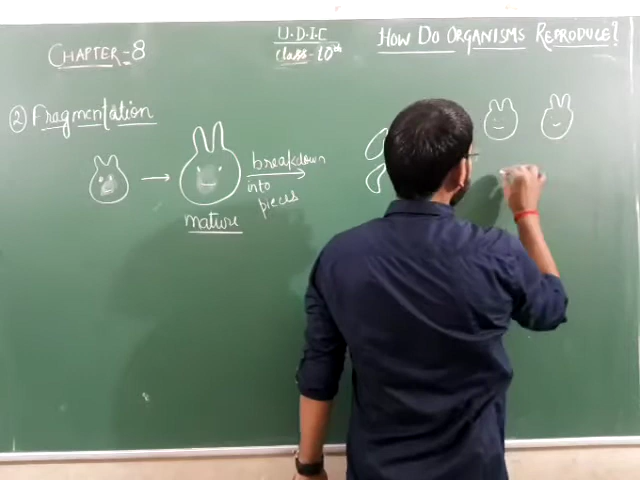 U.D.I.C
Class - 10th
CHAPTER-8
HOW DO ORGANISMS REPRODUCE?
② Fragmentation
breakdown
into
pieces
mature